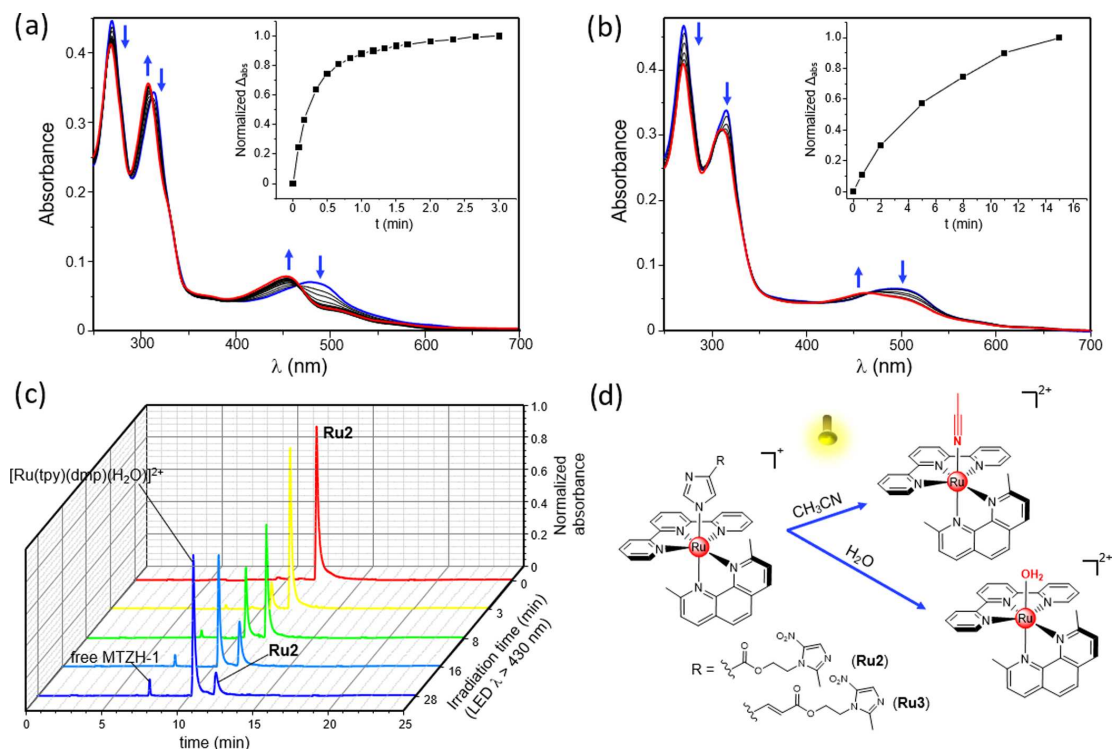 (a)
Absorbance
0.4
0.3
0.2
0.1
0
300
400
500
600
700
λ (nm)
Normalized Δabs
1.0
0.8
0.6
0.4
0.2
0
0.0
0.5
1.0
1.5
2.0
2.5
3.0
t (min)
(b)
Absorbance
0.4
0.3
0.2
0.1
0
300
400
500
600
700
λ (nm)
Normalized Δabs
1.0
0.8
0.6
0.4
0.2
0
0
2
4
6
8
10
12
14
16
t (min)
(c)
1.0
0.8
0.6
0.4
0.2
0
Normalized
absorbance
Ru2
[Ru(tpy)(dmp)(H₂O)]²⁺
free MTZH-1
Ru2
0
3
8
16
28
Irradiation time (min)
(LED λ > 430 nm)
0
5
10
15
20
25
time (min)
(d)
R
N
N
N
N
N
Ru
N
N
+
CH₃CN
H₂O
2+
N
N
N
N
Ru
N
N
2+
OH₂
N
N
N
Ru
N
N
R =
O
O
N
N
NO₂
(Ru2)
O
O
N
N
NO₂
(Ru3)